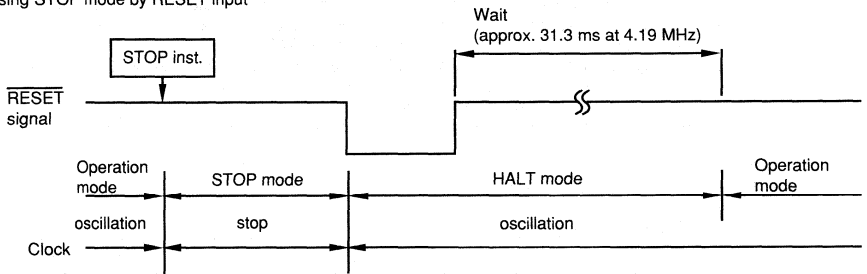 sing STOP mode by RESET input
Wait
(approx. 31.3 ms at 4.19 MHz)
STOP inst.
RESET
signal
Operation
mode
STOP mode
HALT mode
Operation
mode
oscillation
stop
oscillation
Clock